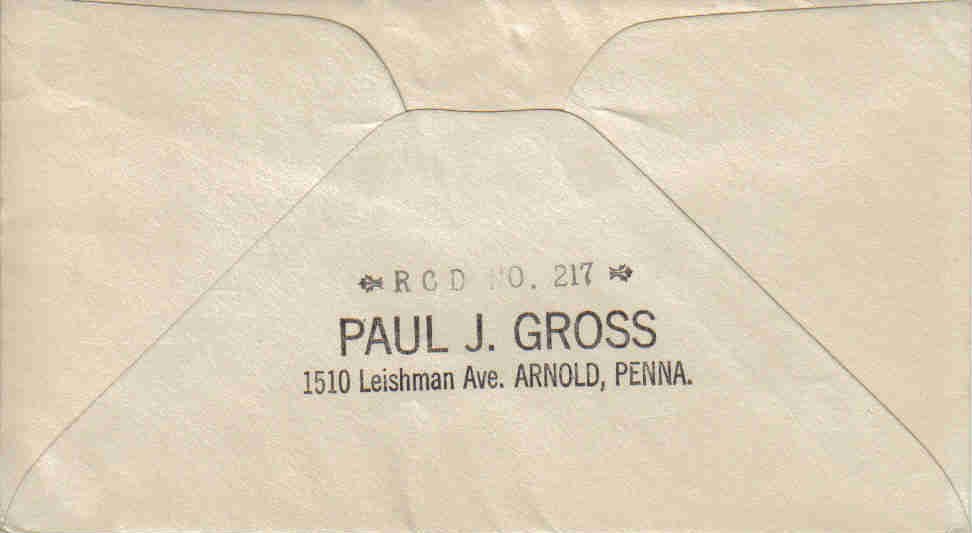 RCD NO. 217
PAUL J. GROSS
1510 Leishman Ave. ARNOLD, PENNA.